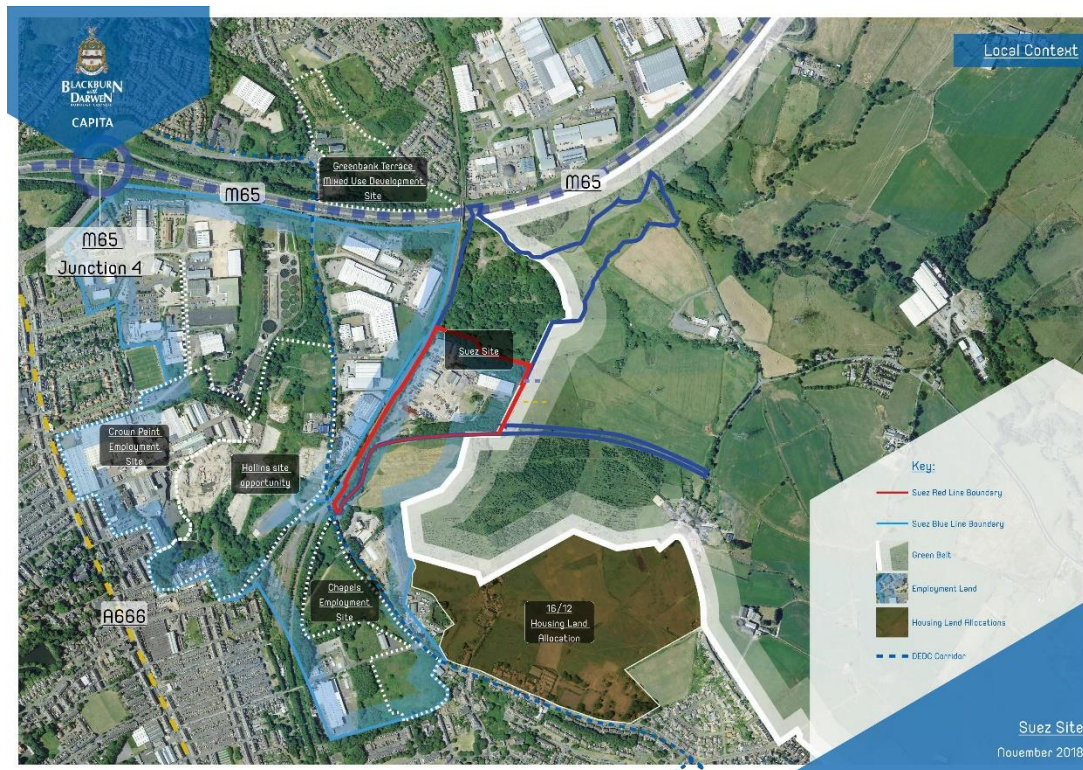 BLACKBURN
with
DARWEN
BOROUGH COUNCIL
CAPITA
Local Context
Greenbank Terrace
Mixed Use Development
Site
M65
M65
M65
Junction 4
Suez Site
Crown Point
Employment
Site
Hollins site
opportunity
Chapels
Employment
Site
16/12
Housing Land
Allocation
A666
Key:
Suez Red Line Boundary
Suez Blue Line Boundary
Green Belt
Employment Land
Housing Land Allocations
DEDC Corridor
Suez Site
November 2018